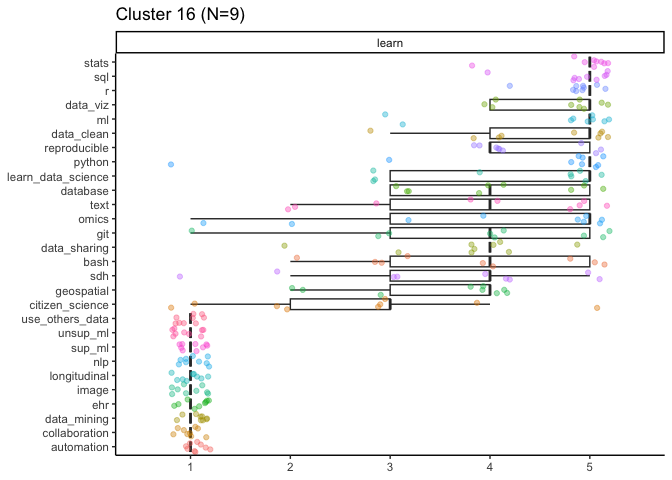 Cluster 16 (N=9)
learn
stats
sql
r
data_viz
ml
data_clean
reproducible
python
learn_data_science
database
text
omics
git
data_sharing
bash
sdh
geospatial
citizen_science
use_others_data
unsup_ml
sup_ml
nlp
longitudinal
image
ehr
data_mining
collaboration
automation
1 2 3 4 5